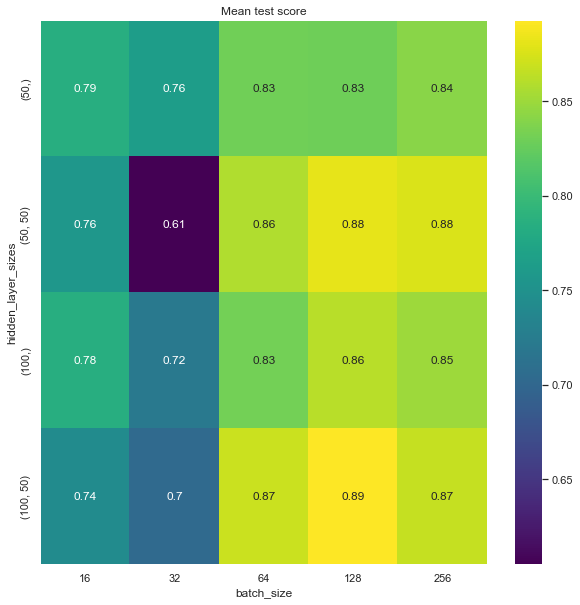 Mean test score
hidden_layer_sizes
(50,)
0.79 0.76 0.83 0.83 0.84
(50, 50)
0.76 0.61 0.86 0.88 0.88
(100,)
0.78 0.72 0.83 0.86 0.85
(100, 50)
0.74 0.7 0.87 0.89 0.87
16 32 64 128 256
batch_size
0.85
0.80
0.75
0.70
0.65